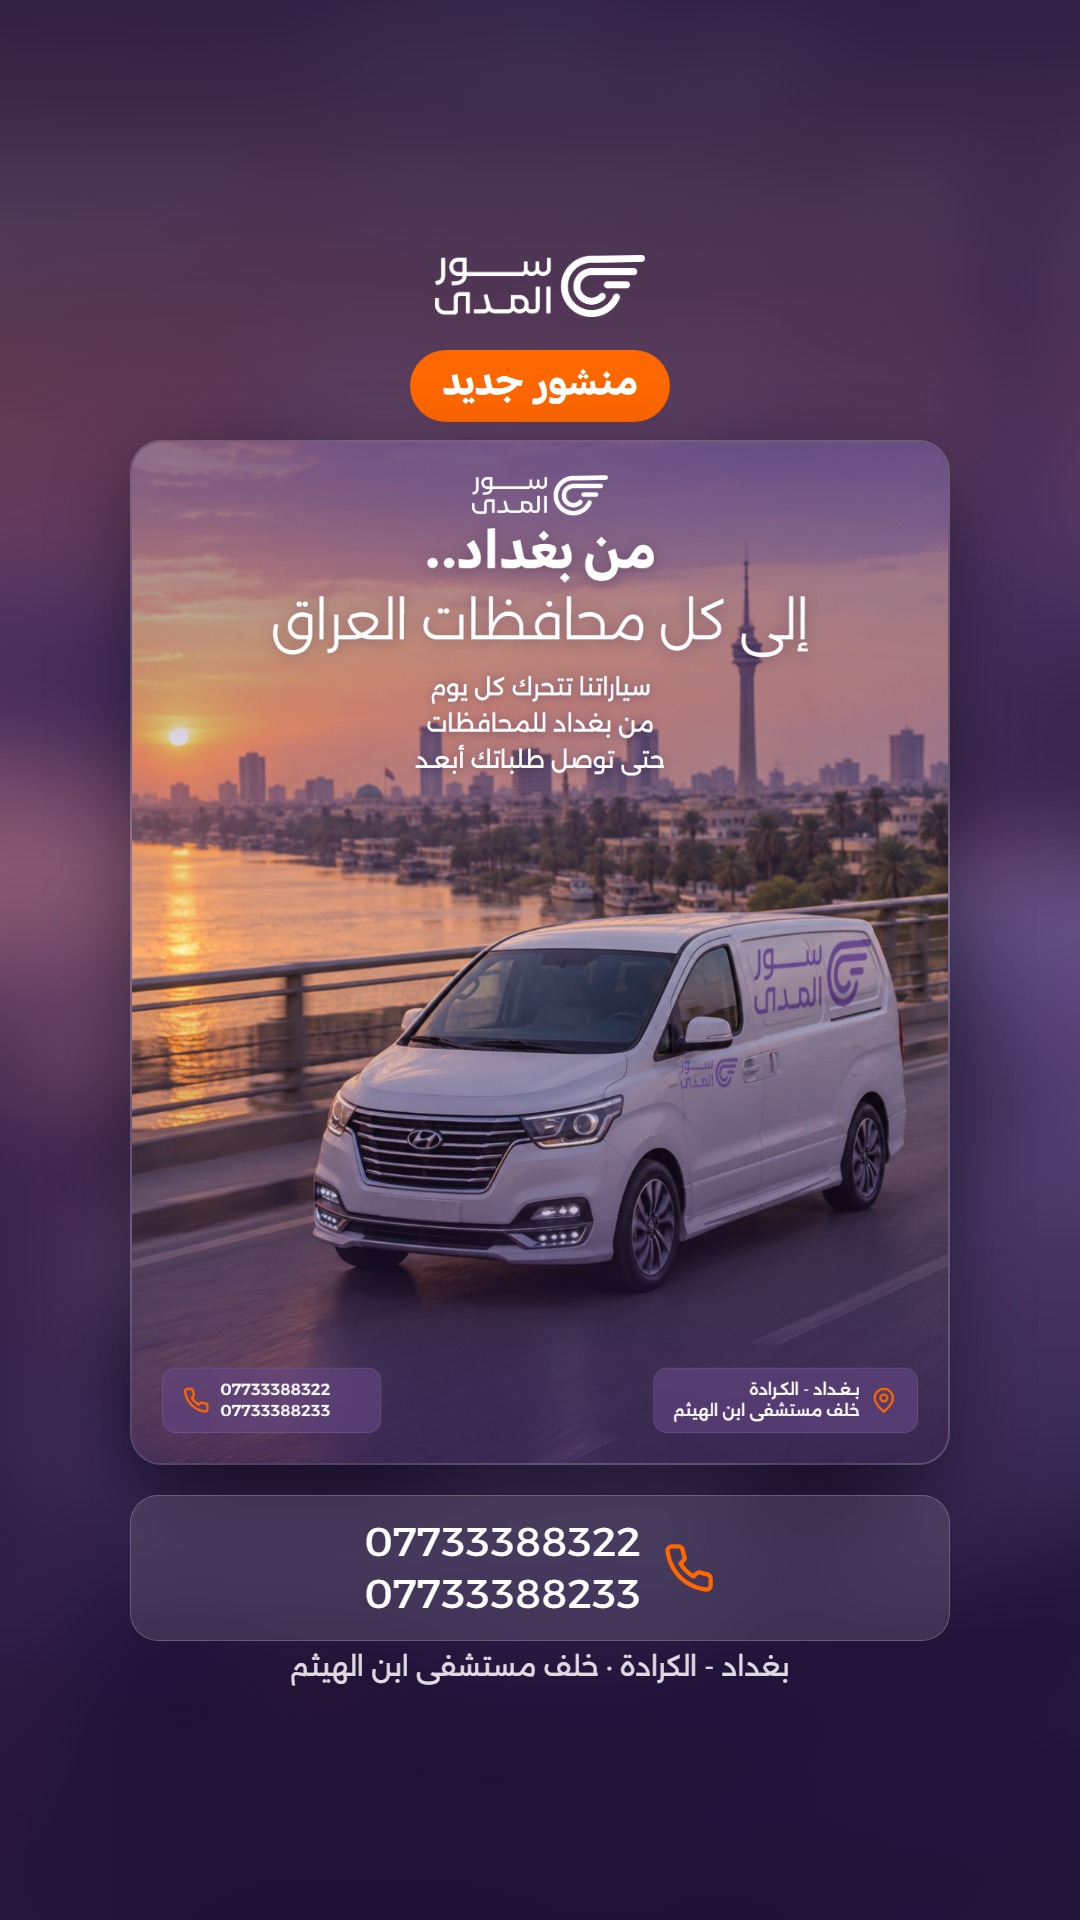 سور
المدى
منشور جديد
سور
المدى
من بغداد..
إلى كل محافظات العراق
سياراتنا تتحرك كل يوم
من بغداد للمحافظات
حتى توصل طلباتك أبعد
سور
المدى
سور
المدى
بغداد - الكرادة
خلف مستشفى ابن الهيثم
07733388322
07733388233
07733388322
07733388233
بغداد - الكرادة · خلف مستشفى ابن الهيثم